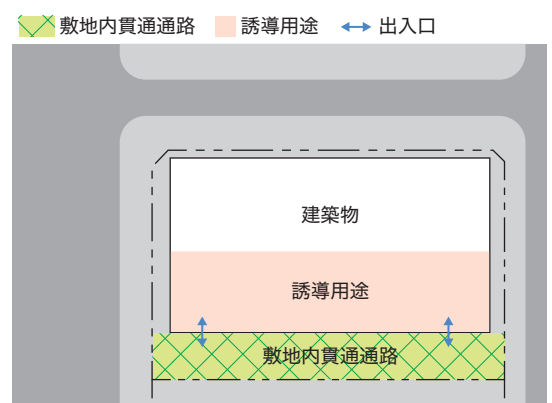 敷地内貫通通路 誘導用途 出入口
建築物
誘導用途
敷地内貫通通路